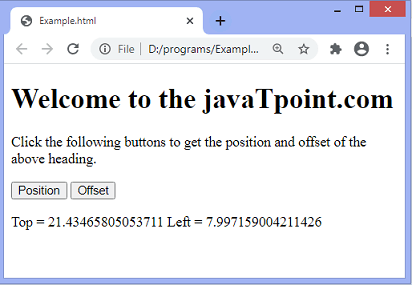 Example.html
File | D:/programs/Exampl...
Welcome to the javaTpoint.com
Click the following buttons to get the position and offset of the
above heading.
Position Offset
Top = 21.43465805053711 Left = 7.997159004211426